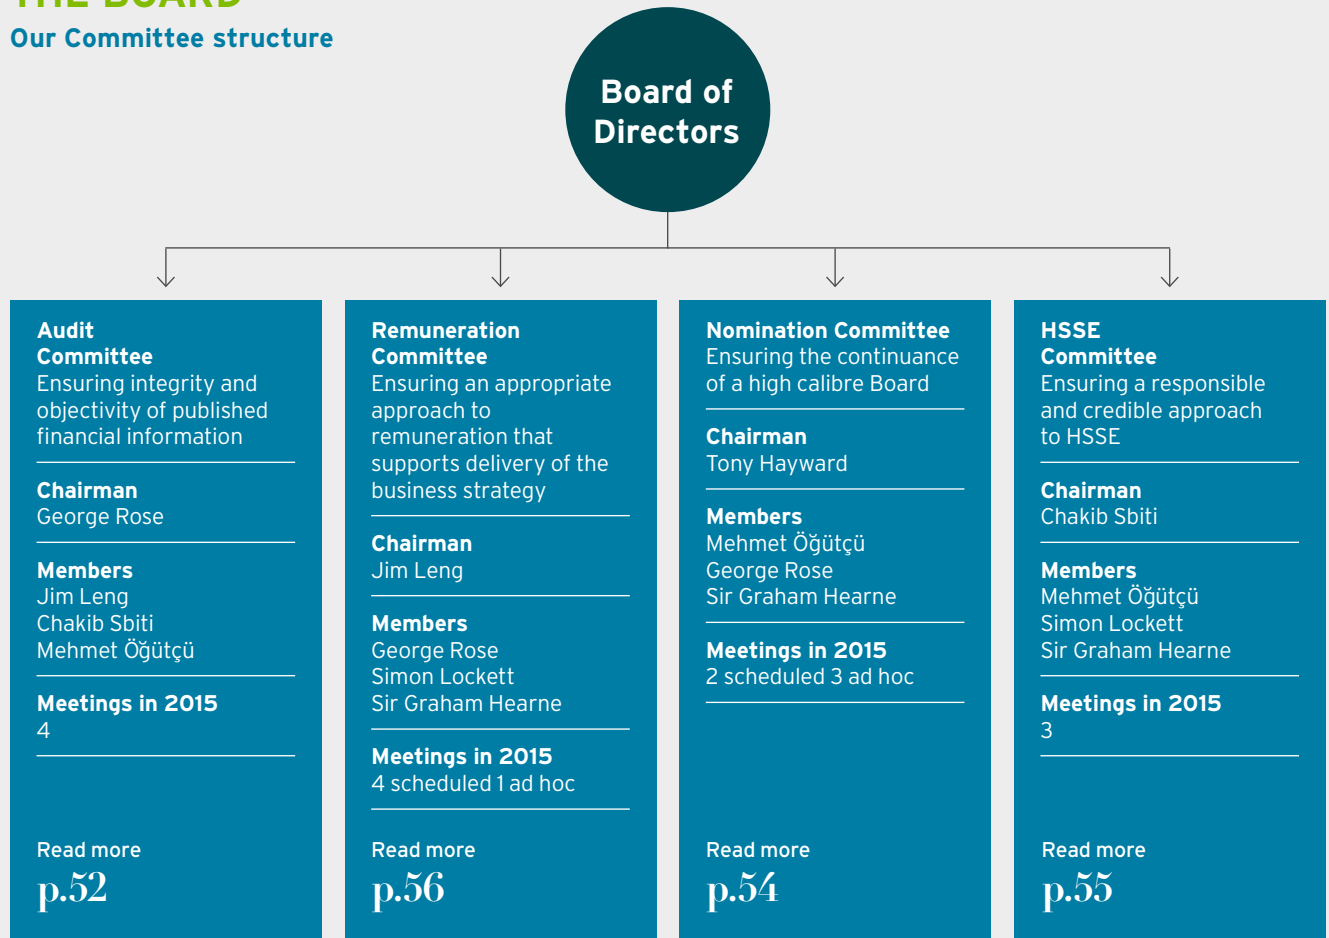 THE BOARD
Our Committee structure
Board of
Directors
Audit
Committee
Ensuring integrity and
objectivity of published
financial information
Chairman
George Rose
Members
Jim Leng
Chakib Sbiti
Mehmet Öğütçü
Meetings in 2015
4
Read more
p.52
Remuneration
Committee
Ensuring an appropriate
approach to
remuneration that
supports delivery of the
business strategy
Chairman
Jim Leng
Members
George Rose
Simon Lockett
Sir Graham Hearne
Meetings in 2015
4 scheduled 1 ad hoc
Read more
p.56
Nomination Committee
Ensuring the continuance
of a high calibre Board
Chairman
Tony Hayward
Members
Mehmet Öğütçü
George Rose
Sir Graham Hearne
Meetings in 2015
2 scheduled 3 ad hoc
Read more
p.54
HSSE
Committee
Ensuring a responsible
and credible approach
to HSSE
Chairman
Chakib Sbiti
Members
Mehmet Öğütçü
Simon Lockett
Sir Graham Hearne
Meetings in 2015
3
Read more
p.55